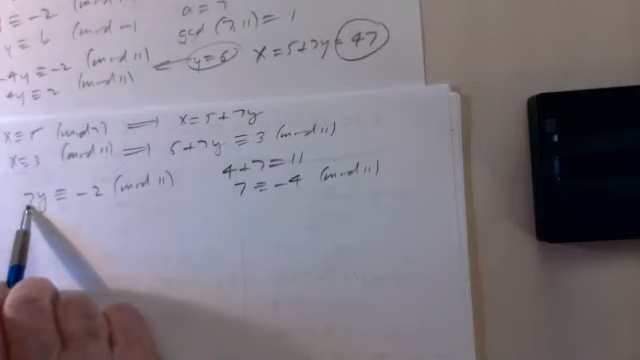 ≡ -2 (mod 11)
a = 7
y ≡ 6 (mod 11)
gcd (7, 11) = 1
-4y ≡ -2 (mod 11)
y = 6
x = 5+7y = 47
4y ≡ 2 (mod 11)
x ≡ 5 (mod 7) ⟹ x = 5+7y
x ≡ 3 (mod 11) ⟹ 5+7y ≡ 3 (mod 11)
4+7 = 11
7y ≡ -2 (mod 11)
7 ≡ -4 (mod 11)